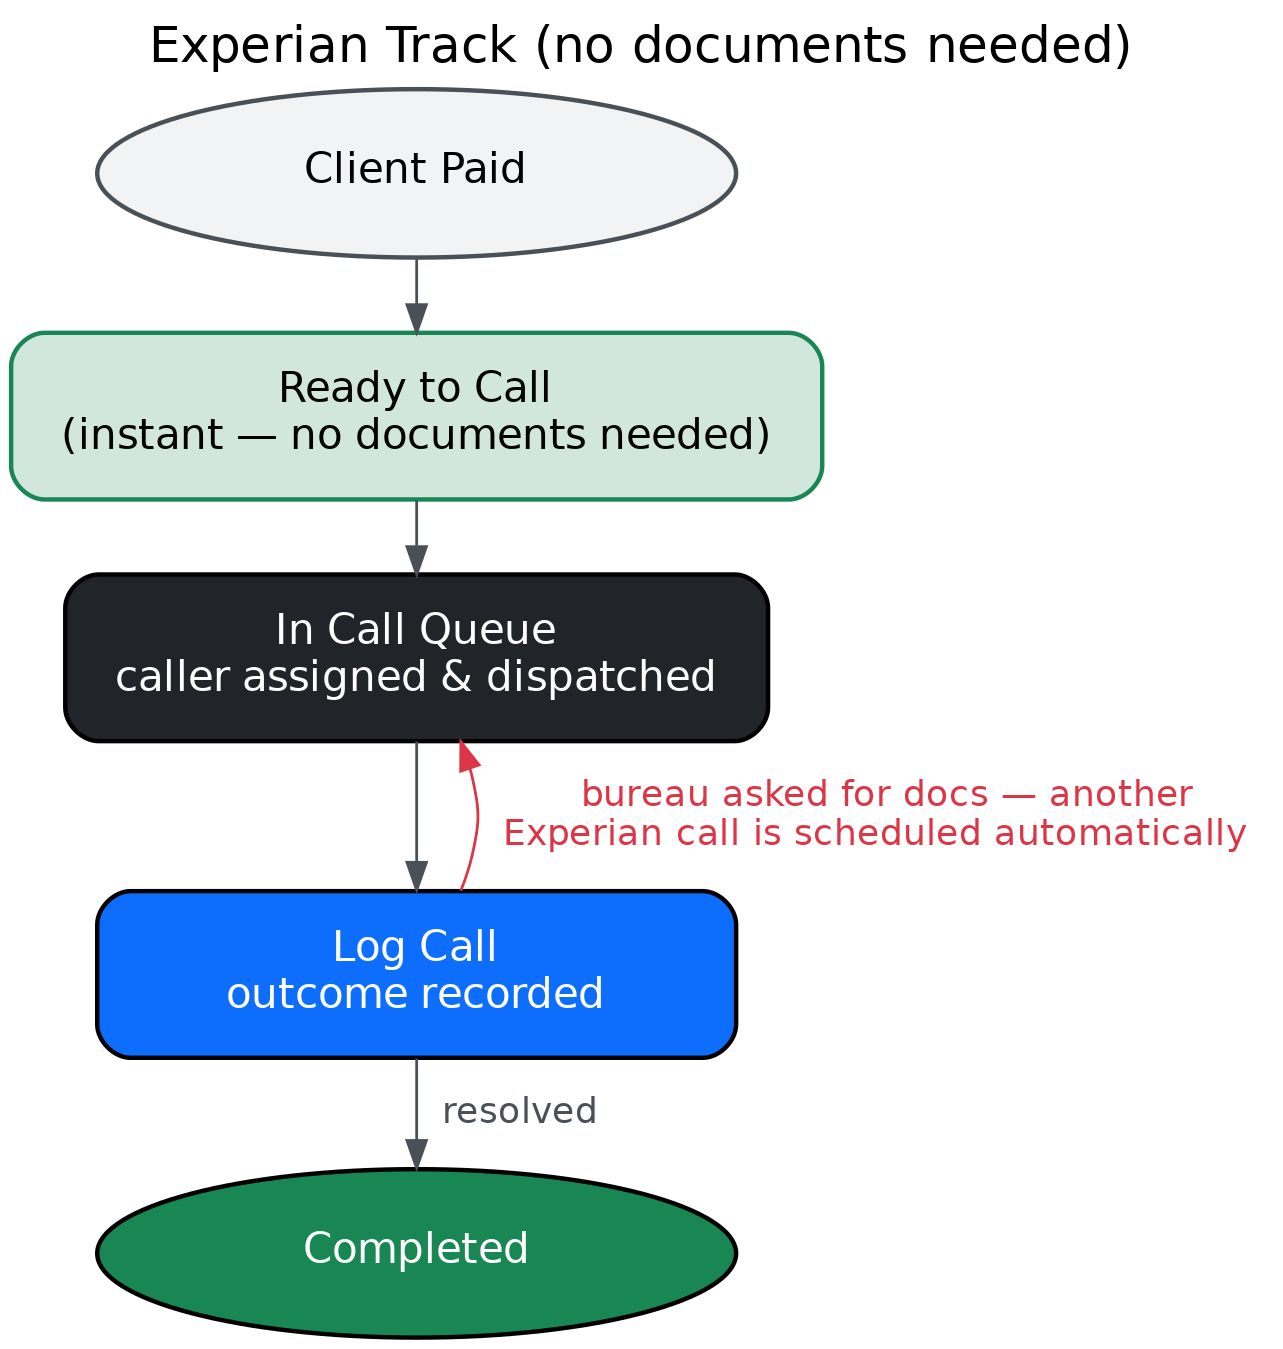 Experian Track (no documents needed)
Client Paid
Ready to Call
(instant — no documents needed)
In Call Queue
caller assigned & dispatched
bureau asked for docs — another
Experian call is scheduled automatically
Log Call
outcome recorded
resolved
Completed